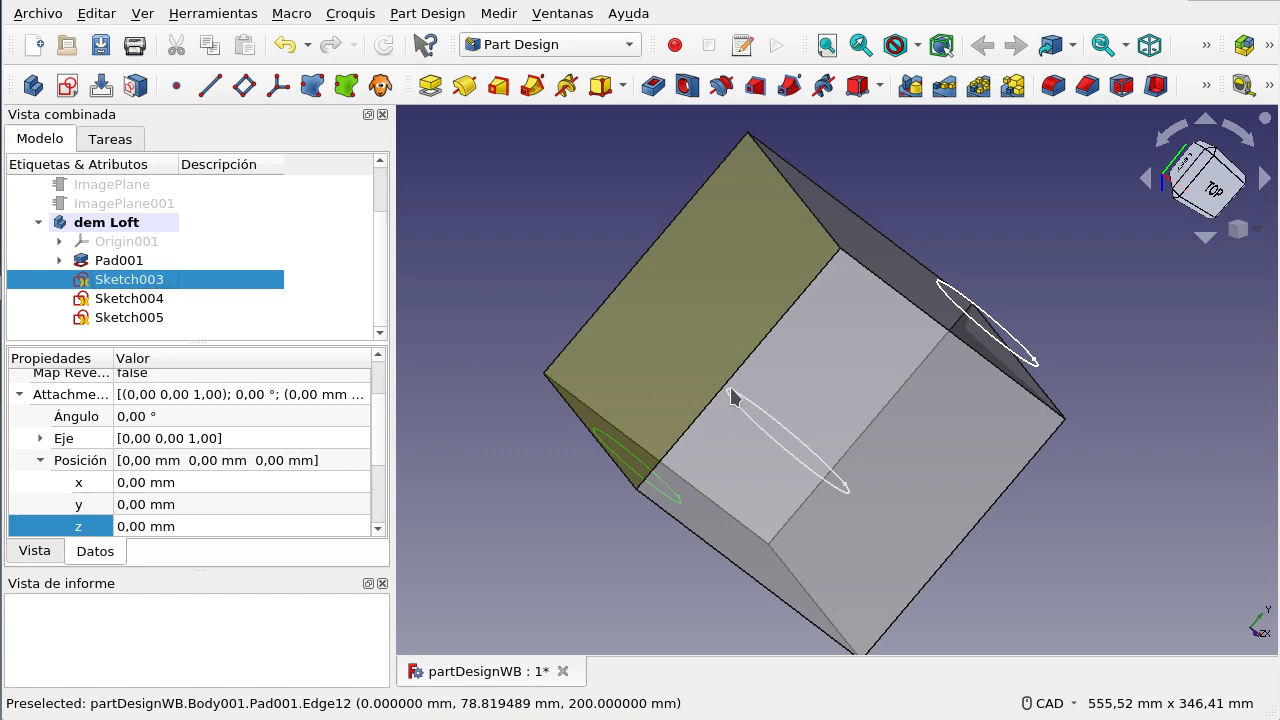 Archivo Editar Ver Herramientas Macro Croquis Part Design Medir Ventanas Ayuda
Part Design
Vista combinada
Modelo Tareas
Etiquetas & Atributos Descripción
ImagePlane
ImagePlane001
dem Loft
Origin001
Pad001
Sketch003
Sketch004
Sketch005
Propiedades Valor
Map Reve... false
Attachme... [(0,00 0,00 1,00); 0,00 °; (0,00 mm ...
Ángulo 0,00 °
Eje [0,00 0,00 1,00]
Posición [0,00 mm 0,00 mm 0,00 mm]
x 0,00 mm
y 0,00 mm
z 0,00 mm
Vista Datos
Vista de informe
TOP
Y
Z X
partDesignWB : 1*
Preselected: partDesignWB.Body001.Pad001.Edge12 (0.000000 mm, 78.819489 mm, 200.000000 mm)
CAD 555,52 mm x 346,41 mm